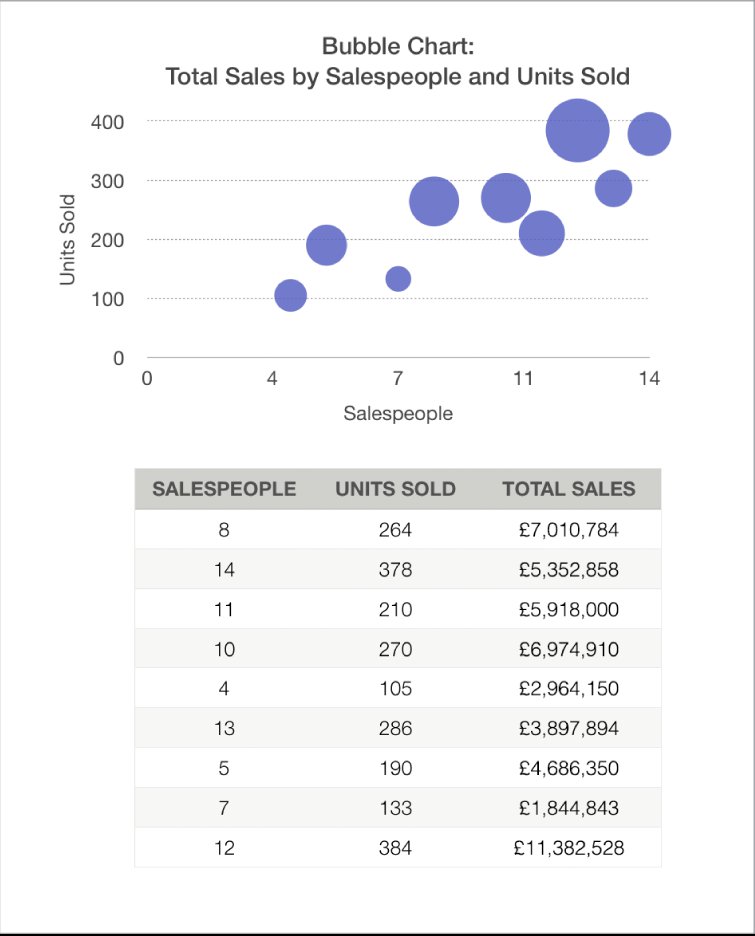 Bubble Chart:
Total Sales by Salespeople and Units Sold
400
300
200
100
0
Units Sold
0 4 7 11 14
Salespeople
SALESPEOPLE UNITS SOLD TOTAL SALES
8 264 £7,010,784
14 378 £5,352,858
11 210 £5,918,000
10 270 £6,974,910
4 105 £2,964,150
13 286 £3,897,894
5 190 £4,686,350
7 133 £1,844,843
12 384 £11,382,528